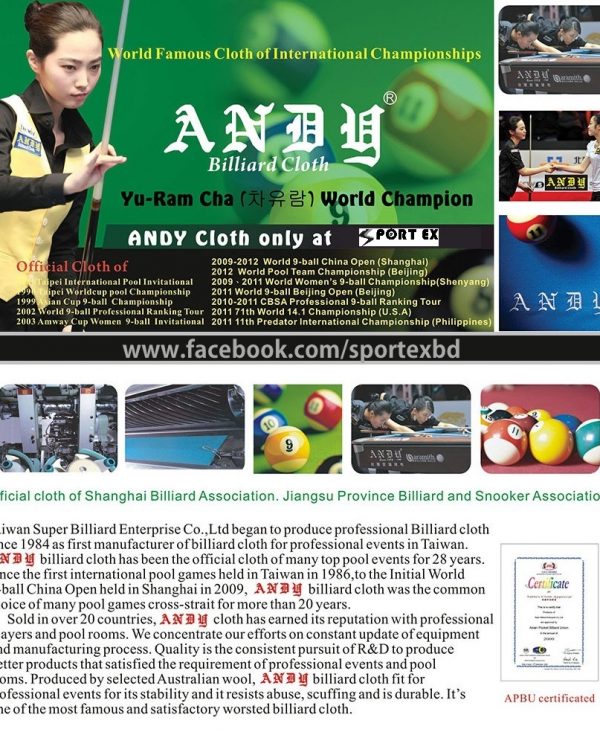 World Famous Cloth of International Championships
ANDY®
Billiard Cloth
Yu-Ram Cha (차유람) World Champion
ANDY Cloth only at SPORT EX
Official Cloth of
Taipei International Pool Invitational
Taipei Worldcup pool Championship
1999 Asian Cup 9-ball Championship
2002 World 9-ball Professional Ranking Tour
2003 Amway Cup Women 9-ball Invitational
2009-2012 World 9-ball China Open (Shanghai)
2012 World Pool Team Championship (Beijing)
2009 - 2011 World Women's 9-ball Championship(Shenyang)
2011 World 9-ball Beijing Open (Beijing)
2010-2011 CBSA Professional 9-ball Ranking Tour
2011 71th World 14.1 Championship (U.S.A)
2011 11th Predator International Championship (Philippines)
ANDY
ANDY
ANDY
www.facebook.com/sportexbd
10
9
ANDY
11
fficial cloth of Shanghai Billiard Association. Jiangsu Province Billiard and Snooker Associatio
aiwan Super Billiard Enterprise Co.,Ltd began to produce professional Billiard cloth
nce 1984 as first manufacturer of billiard cloth for professional events in Taiwan.
NDY billiard cloth has been the official cloth of many top pool events for 28 years.
nce the first international pool games held in Taiwan in 1986,to the Initial World
-ball China Open held in Shanghai in 2009, ANDY billiard cloth was the common
oice of many pool games cross-strait for more than 20 years.
Sold in over 20 countries, ANDY cloth has earned its reputation with professional
ayers and pool rooms. We concentrate our efforts on constant update of equipment
nd manufacturing process. Quality is the consistent pursuit of R&D to produce
etter products that satisfied the requirement of professional events and pool
oms. Produced by selected Australian wool, ANDY billiard cloth fit for
ofessional events for its stability and it resists abuse, scuffing and is durable. It's
ne of the most famous and satisfactory worsted billiard cloth.
Certificate
2009
APBU certificated